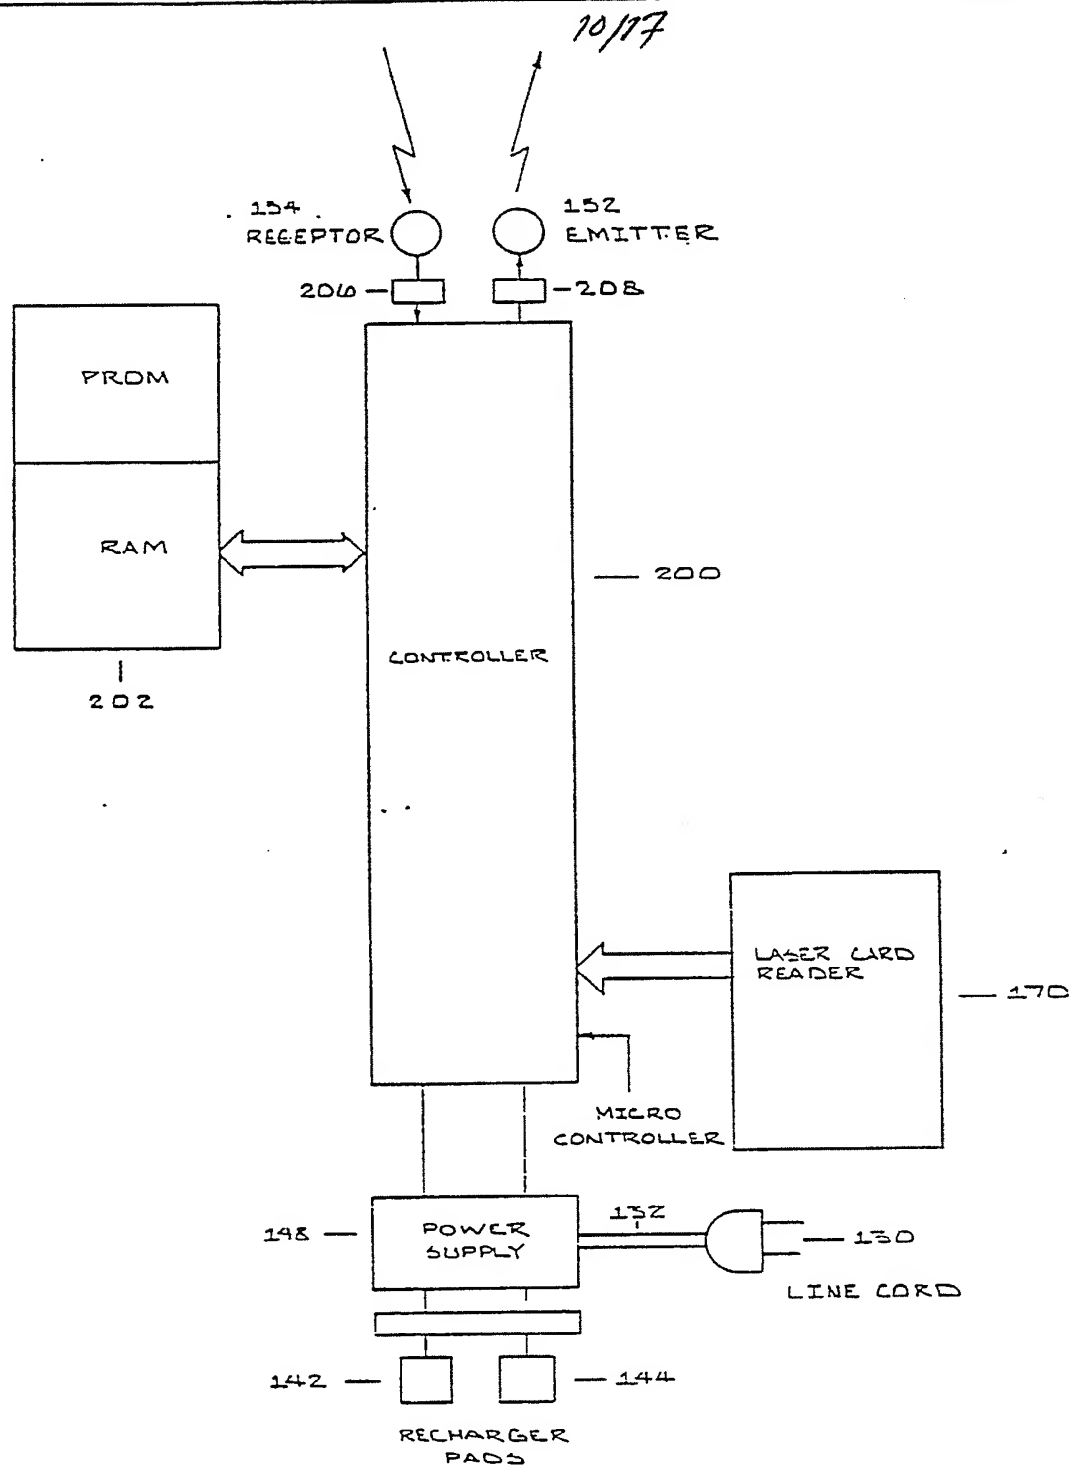 10/17
154
RECEPTOR
152
EMITTER
206
208
PROM
RAM
200
CONTROLLER
202
LASER CARD
READER
170
MICRO
CONTROLLER
148
POWER
SUPPLY
132
130
LINE CORD
142
144
RECHARGER
PADS